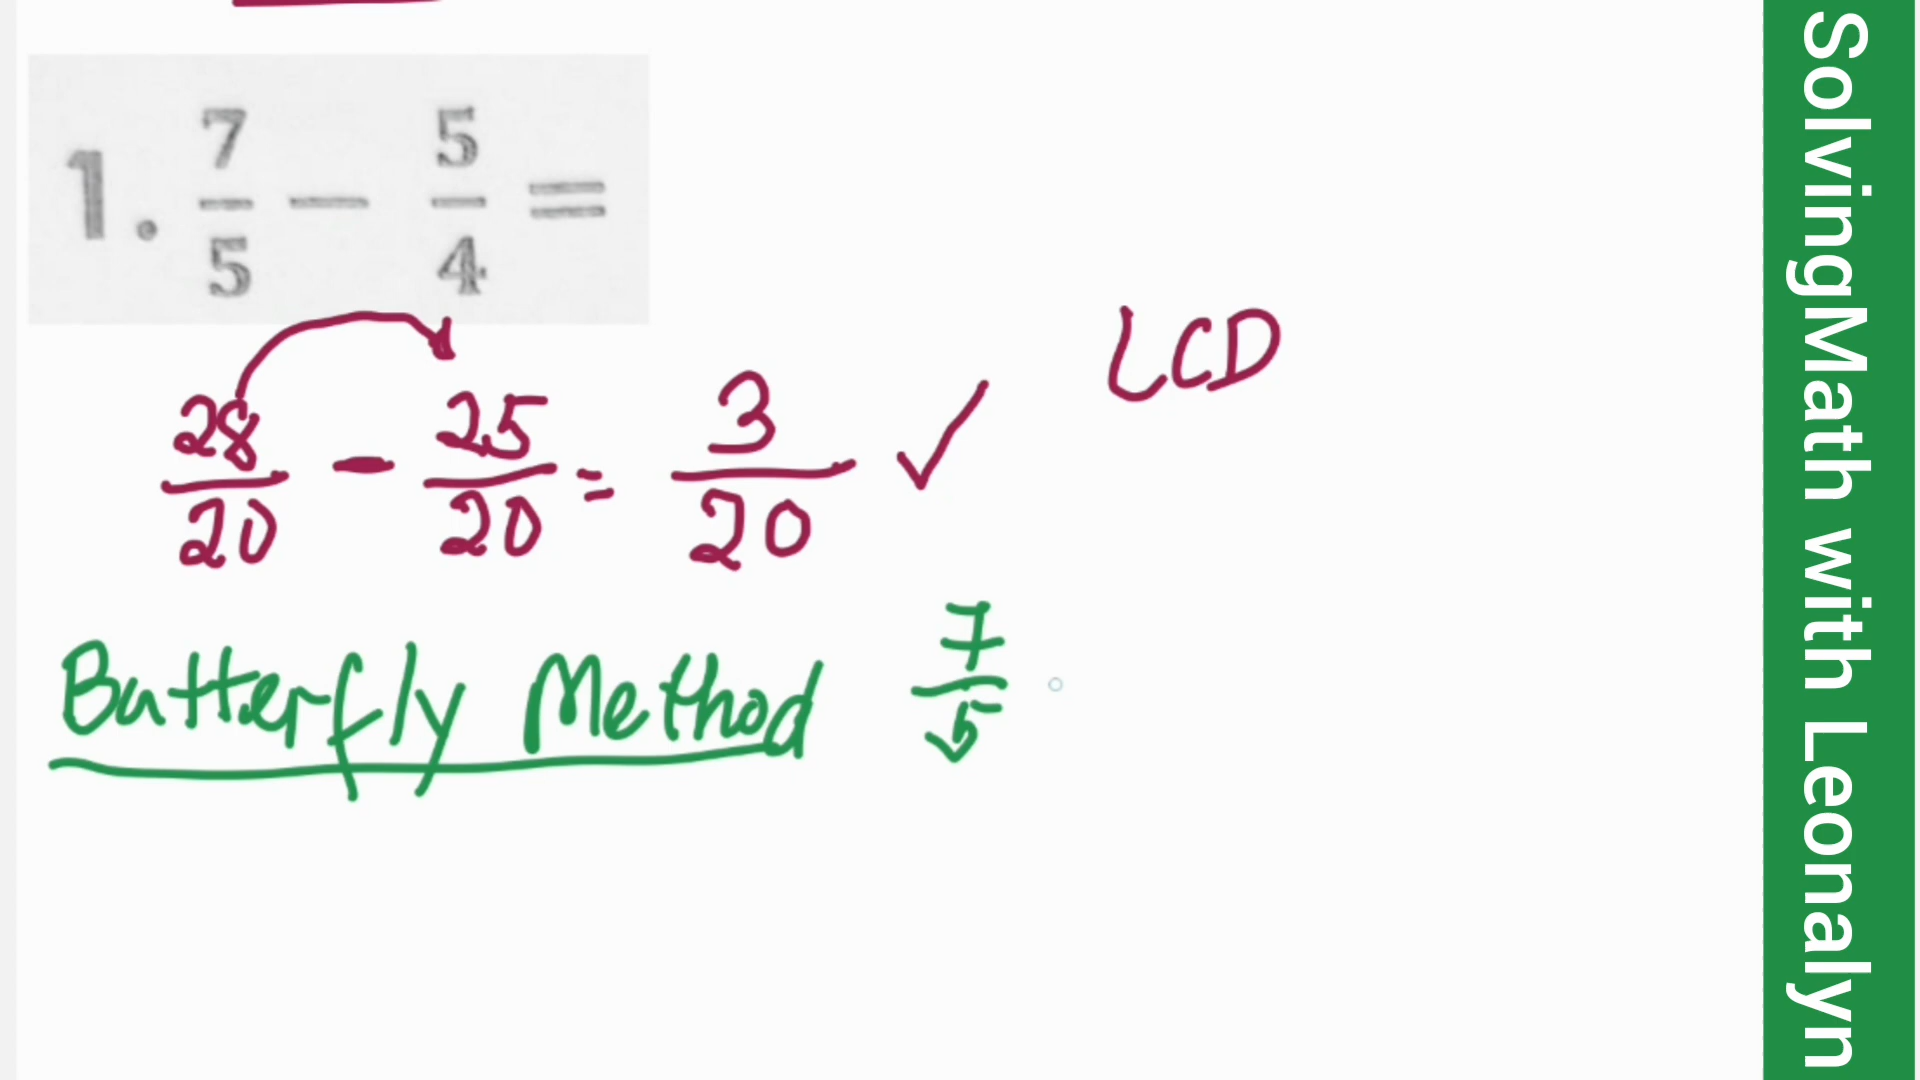 1. 7/5 - 5/4 =
LCD
28/20 - 25/20 = 3/20 ✓
Butterfly Method 7/5
SolvingMath with Leonalyn